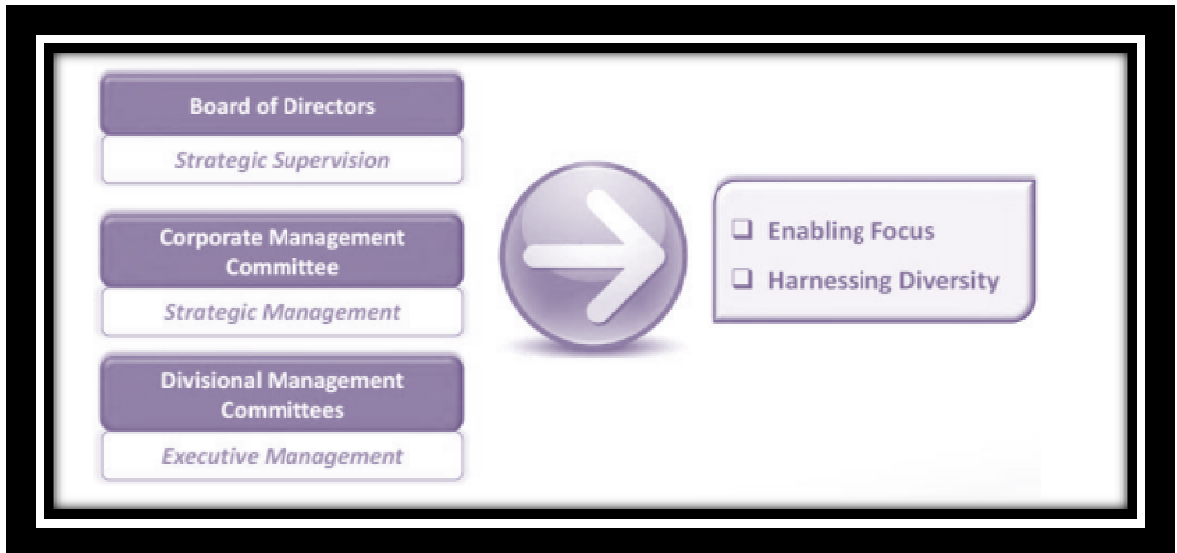 Board of Directors
Strategic Supervision
Corporate Management
Committee
Strategic Management
Divisional Management
Committees
Executive Management
Enabling Focus
Harnessing Diversity